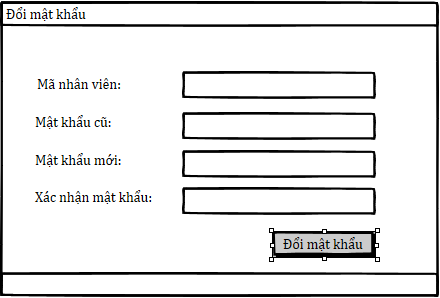 Đổi mật khẩu
Mã nhân viên:
Mật khẩu cũ:
Mật khẩu mới:
Xác nhận mật khẩu:
Đổi mật khẩu